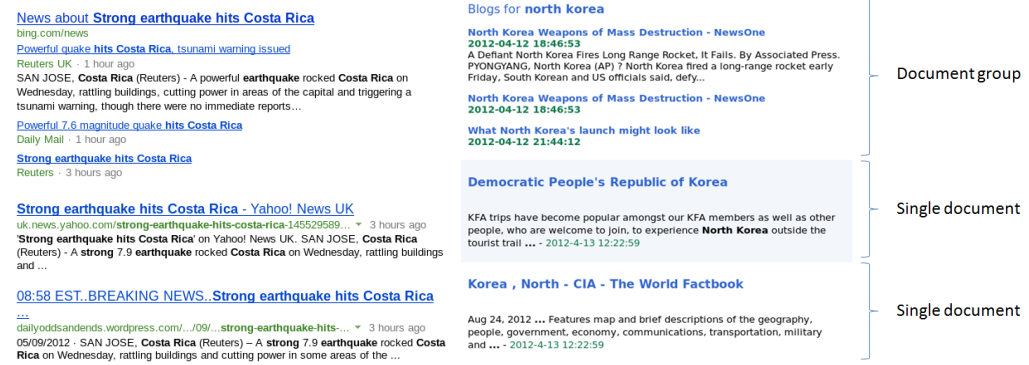 News about Strong earthquake hits Costa Rica
bing.com/news
Powerful quake hits Costa Rica, tsunami warning issued
Reuters UK · 1 hour ago
SAN JOSE, Costa Rica (Reuters) - A powerful earthquake rocked Costa Rica on
Wednesday, rattling buildings, cutting power in areas of the capital and triggering a
tsunami warning, though there were no immediate reports…
Powerful 7.6 magnitude quake hits Costa Rica
Daily Mail · 1 hour ago
Strong earthquake hits Costa Rica
Reuters · 3 hours ago
Strong earthquake hits Costa Rica - Yahoo! News UK
uk.news.yahoo.com/strong-earthquake-hits-costa-rica-145529589… 3 hours ago
'Strong earthquake hits Costa Rica' on Yahoo! News UK. SAN JOSE, Costa Rica
(Reuters) - A strong 7.9 earthquake rocked Costa Rica on Wednesday, rattling buildings
and …
08:58 EST..BREAKING NEWS..Strong earthquake hits Costa Rica
…
dailyoddsandends.wordpress.com/.../09/...strong-earthquake-hits-… 3 hours ago
05/09/2012 · SAN JOSE, Costa Rica (Reuters) – A strong 7.9 earthquake rocked Costa
Rica on Wednesday, rattling buildings and cutting power in some areas of the …
Blogs for north korea
North Korea Weapons of Mass Destruction - NewsOne
2012-04-12 18:46:53
A Defiant North Korea Fires Long Range Rocket, It Fails. By Associated Press.
PYONGYANG, North Korea (AP) ? North Korea fired a long-range rocket early
Friday, South Korean and US officials said, defy...
North Korea Weapons of Mass Destruction - NewsOne
2012-04-12 18:46:53
What North Korea's launch might look like
2012-04-12 21:44:12
Democratic People's Republic of Korea
KFA trips have become popular amongst our KFA members as well as other
people, who are welcome to join, to experience North Korea outside the
tourist trail ... - 2012-4-13 12:22:59
Korea , North - CIA - The World Factbook
Aug 24, 2012 ... Features map and brief descriptions of the geography,
people, government, economy, communications, transportation, military
and ... - 2012-4-13 12:22:59
Document group
Single document
Single document